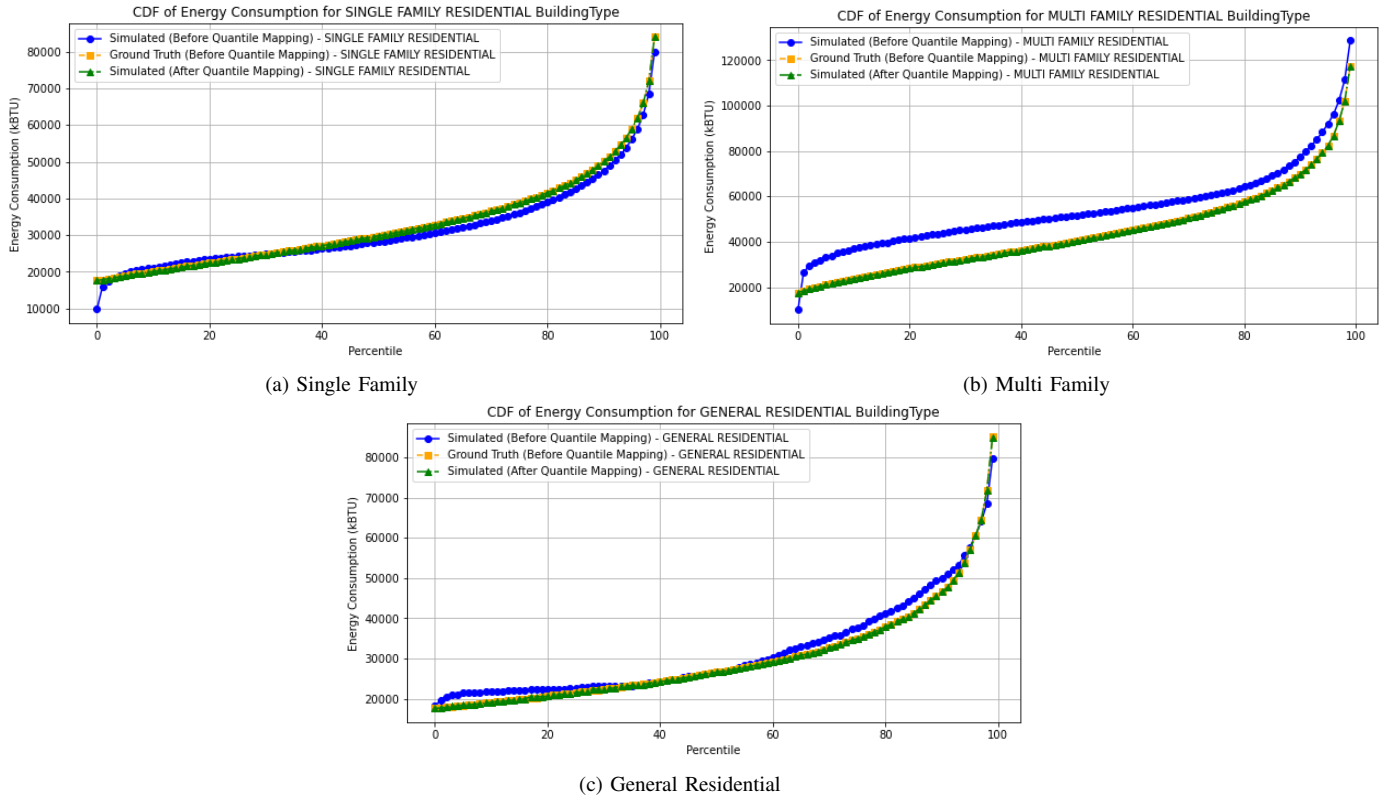 CDF of Energy Consumption for SINGLE FAMILY RESIDENTIAL BuildingType
Simulated (Before Quantile Mapping) - SINGLE FAMILY RESIDENTIAL
Ground Truth (Before Quantile Mapping) - SINGLE FAMILY RESIDENTIAL
Simulated (After Quantile Mapping) - SINGLE FAMILY RESIDENTIAL
Energy Consumption (kBTU)
80000
70000
60000
50000
40000
30000
20000
10000
0
20
40
60
80
100
Percentile
(a) Single Family
CDF of Energy Consumption for MULTI FAMILY RESIDENTIAL BuildingType
Simulated (Before Quantile Mapping) - MULTI FAMILY RESIDENTIAL
Ground Truth (Before Quantile Mapping) - MULTI FAMILY RESIDENTIAL
Simulated (After Quantile Mapping) - MULTI FAMILY RESIDENTIAL
Energy Consumption (kBTU)
120000
100000
80000
60000
40000
20000
0
20
40
60
80
100
Percentile
(b) Multi Family
CDF of Energy Consumption for GENERAL RESIDENTIAL BuildingType
Simulated (Before Quantile Mapping) - GENERAL RESIDENTIAL
Ground Truth (Before Quantile Mapping) - GENERAL RESIDENTIAL
Simulated (After Quantile Mapping) - GENERAL RESIDENTIAL
Energy Consumption (kBTU)
80000
70000
60000
50000
40000
30000
20000
0
20
40
60
80
100
Percentile
(c) General Residential